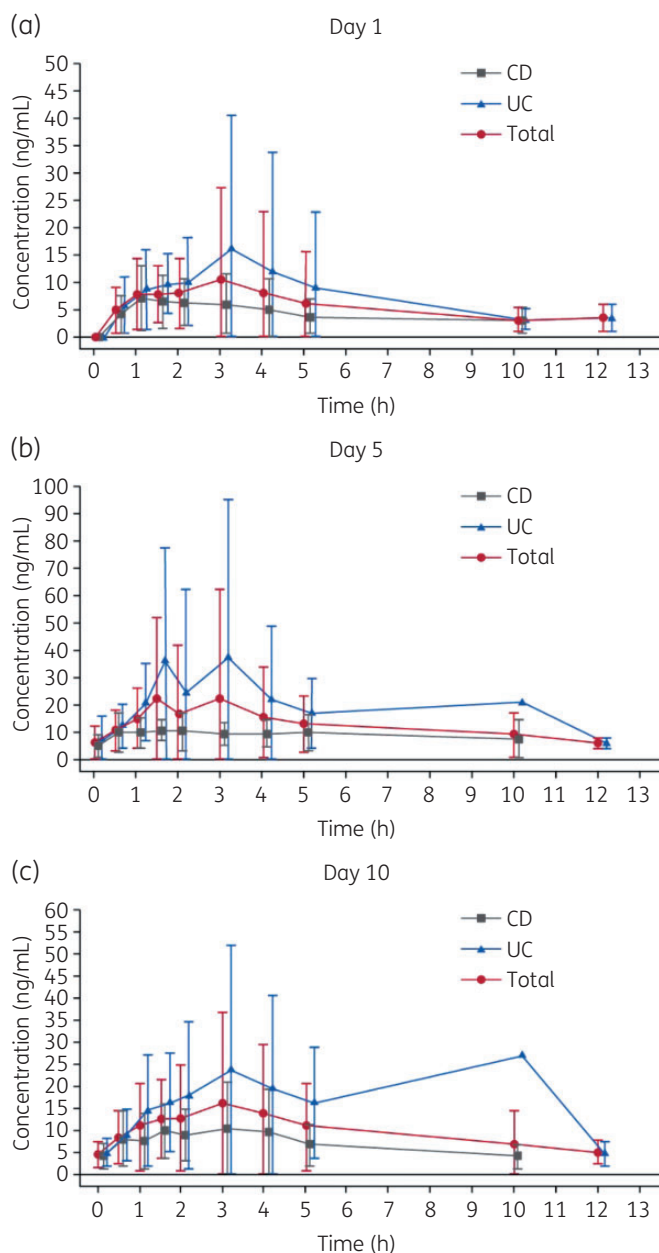 (a)
Day 1
Concentration (ng/mL)
50
45
40
35
30
25
20
15
10
5
0
CD
UC
Total
0 1 2 3 4 5 6 7 8 9 10 11 12 13
Time (h)
(b)
Day 5
Concentration (ng/mL)
100
90
80
70
60
50
40
30
20
10
0
CD
UC
Total
0 1 2 3 4 5 6 7 8 9 10 11 12 13
Time (h)
(c)
Day 10
Concentration (ng/mL)
60
55
50
45
40
35
30
25
20
15
10
5
0
CD
UC
Total
0 1 2 3 4 5 6 7 8 9 10 11 12 13
Time (h)